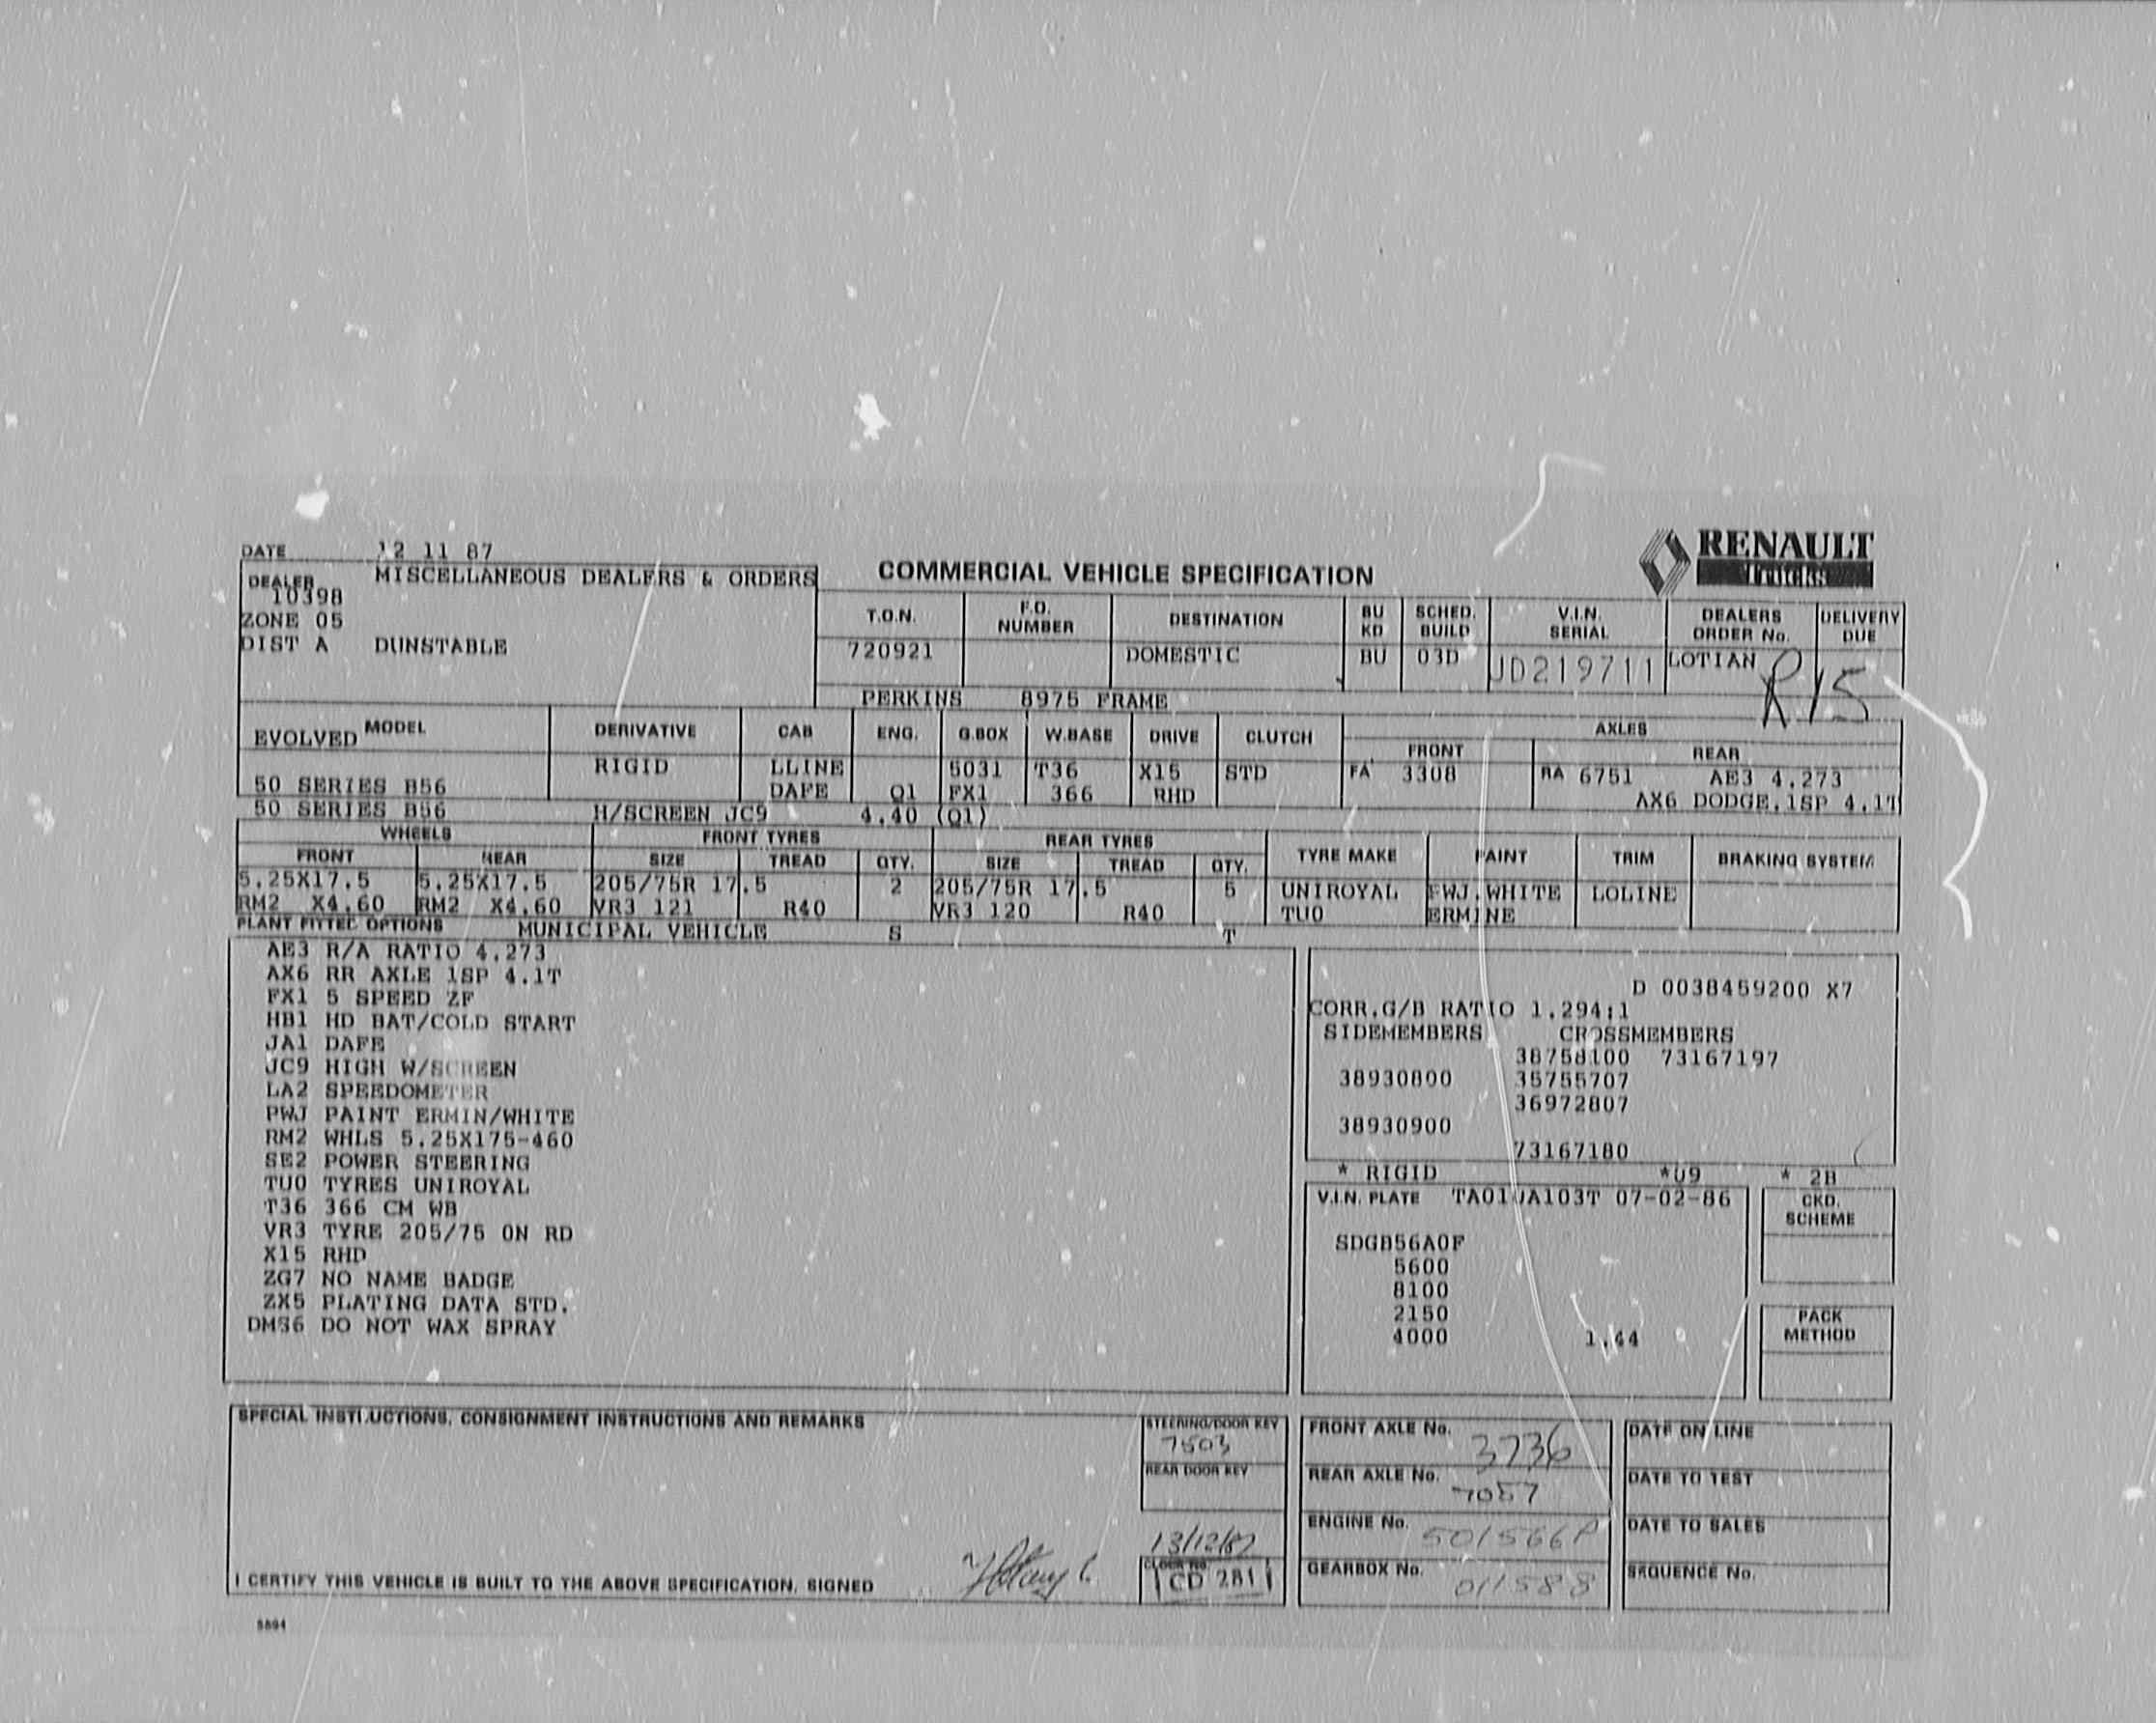 RENAULT
Trucks
DATE 12 11 87
COMMERCIAL VEHICLE SPECIFICATION
DEALER MISCELLANEOUS DEALERS & ORDERS
10398
ZONE 05
DIST A DUNSTABLE
T.O.N. F.O. NUMBER DESTINATION BU KD SCHED. BUILD V.I.N. SERIAL DEALERS ORDER No. DELIVERY DUE
720921 DOMESTIC BU 03D JD219711 LOTIAN R15
PERKINS 8975 FRAME
EVOLVED MODEL DERIVATIVE CAB ENG. G.BOX W.BASE DRIVE CLUTCH AXLES
FRONT REAR
RIGID LLINE 5031 T36 X15 STD FA 3308 RA 6751 AE3 4.273
50 SERIES B56 DAFE Q1 FX1 366 RHD AX6 DODGE.1SP 4.1T
50 SERIES B56 H/SCREEN JC9 4.40 (Q1)
WHEELS FRONT TYRES REAR TYRES TYRE MAKE PAINT TRIM BRAKING SYSTEM
FRONT REAR SIZE TREAD QTY. SIZE TREAD QTY.
5.25X17.5 5.25X17.5 205/75R 17.5 2 205/75R 17.5 5 UNIROYAL PWJ.WHITE LOLINE
RM2 X4.60 RM2 X4.60 VR3 121 R40 VR3 120 R40 TUO ERMINE
PLANT FITTED OPTIONS MUNICIPAL VEHICLE S T
AE3 R/A RATIO 4.273
AX6 RR AXLE 1SP 4.1T
FX1 5 SPEED ZF
HB1 HD BAT/COLD START
JA1 DAFE
JC9 HIGH W/SCREEN
LA2 SPEEDOMETER
PWJ PAINT ERMIN/WHITE
RM2 WHLS 5.25X175-460
SE2 POWER STEERING
TUO TYRES UNIROYAL
T36 366 CM WB
VR3 TYRE 205/75 ON RD
X15 RHD
ZG7 NO NAME BADGE
ZX5 PLATING DATA STD.
DMS6 DO NOT WAX SPRAY
D 0038459200 X7
CORR.G/B RATIO 1.294:1
SIDEMEMBERS CROSSMEMBERS
38758100 73167197
38930800 35755707
36972807
38930900
73167180
* RIGID *09 * 2B
V.I.N. PLATE TA01JA103T 07-02-86
SDGB56A0F
5600
8100
2150
4000 1.44
CKD. SCHEME
PACK METHOD
SPECIAL INSTRUCTIONS, CONSIGNMENT INSTRUCTIONS AND REMARKS
STEERING/DOOR KEY
7503
REAR DOOR KEY
13/12/87
CLOCK No.
CD 281
I CERTIFY THIS VEHICLE IS BUILT TO THE ABOVE SPECIFICATION, SIGNED
FRONT AXLE No. 3736
REAR AXLE No. 7057
ENGINE No. 501566P
GEARBOX No. 011588
DATE ON LINE
DATE TO TEST
DATE TO SALES
SEQUENCE No.
5894